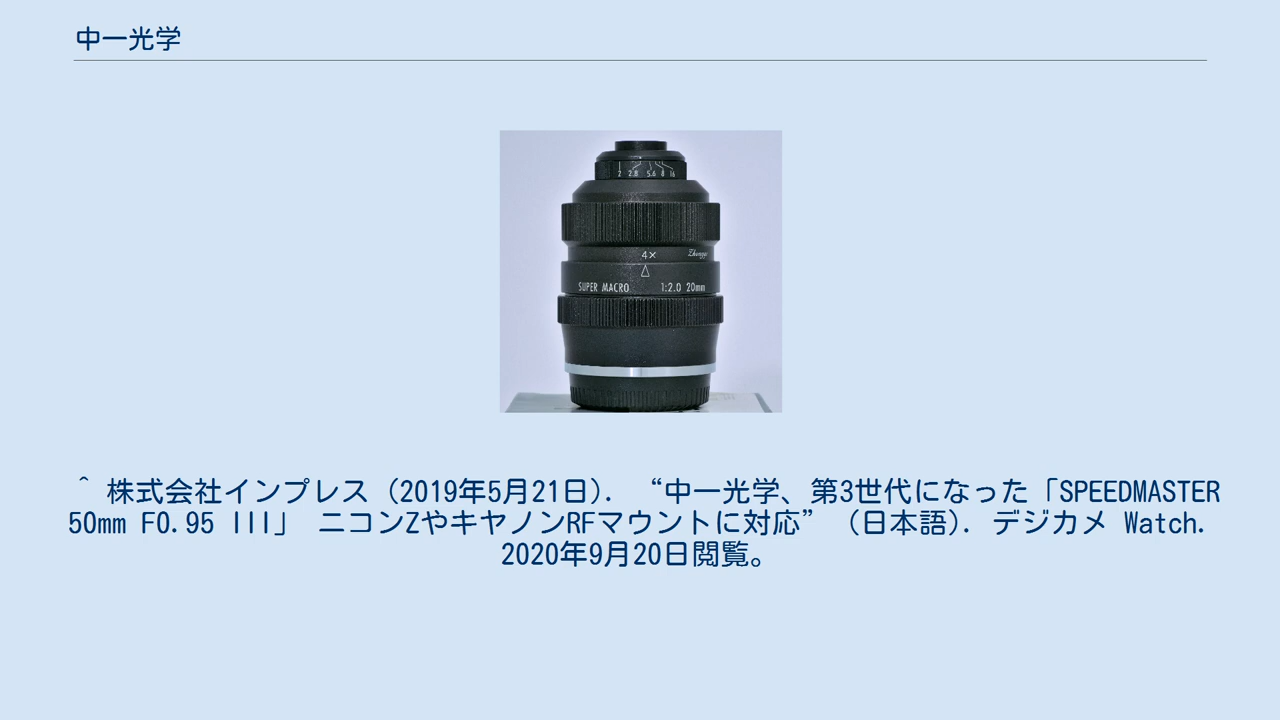 中一光学
2 2.8 5.6 8 16
4×
SUPER MACRO 1:2.0 20mm
^ 株式会社インプレス (2019年5月21日). “中一光学、第3世代になった「SPEEDMASTER
50mm F0.95 III」 ニコンZやキヤノンRFマウントに対応” (日本語). デジカメ Watch.
2020年9月20日閲覧。